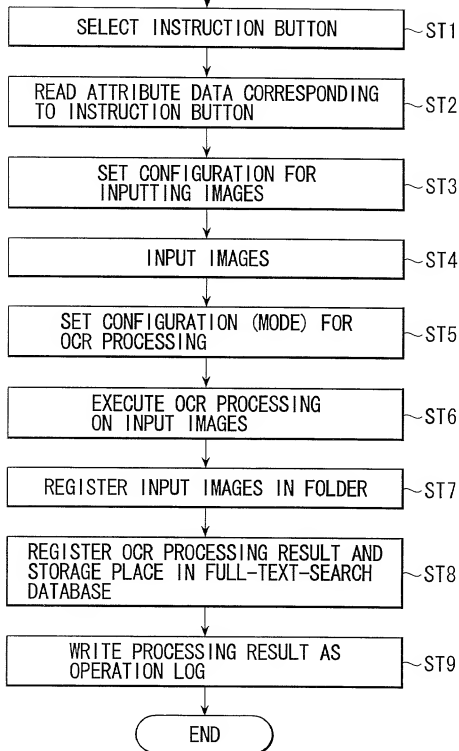 SELECT INSTRUCTION BUTTON ~ST1
READ ATTRIBUTE DATA CORRESPONDING
TO INSTRUCTION BUTTON ~ST2
SET CONFIGURATION FOR
INPUTTING IMAGES ~ST3
INPUT IMAGES ~ST4
SET CONFIGURATION (MODE) FOR
OCR PROCESSING ~ST5
EXECUTE OCR PROCESSING
ON INPUT IMAGES ~ST6
REGISTER INPUT IMAGES IN FOLDER ~ST7
REGISTER OCR PROCESSING RESULT AND
STORAGE PLACE IN FULL-TEXT-SEARCH
DATABASE ~ST8
WRITE PROCESSING RESULT AS
OPERATION LOG ~ST9
END